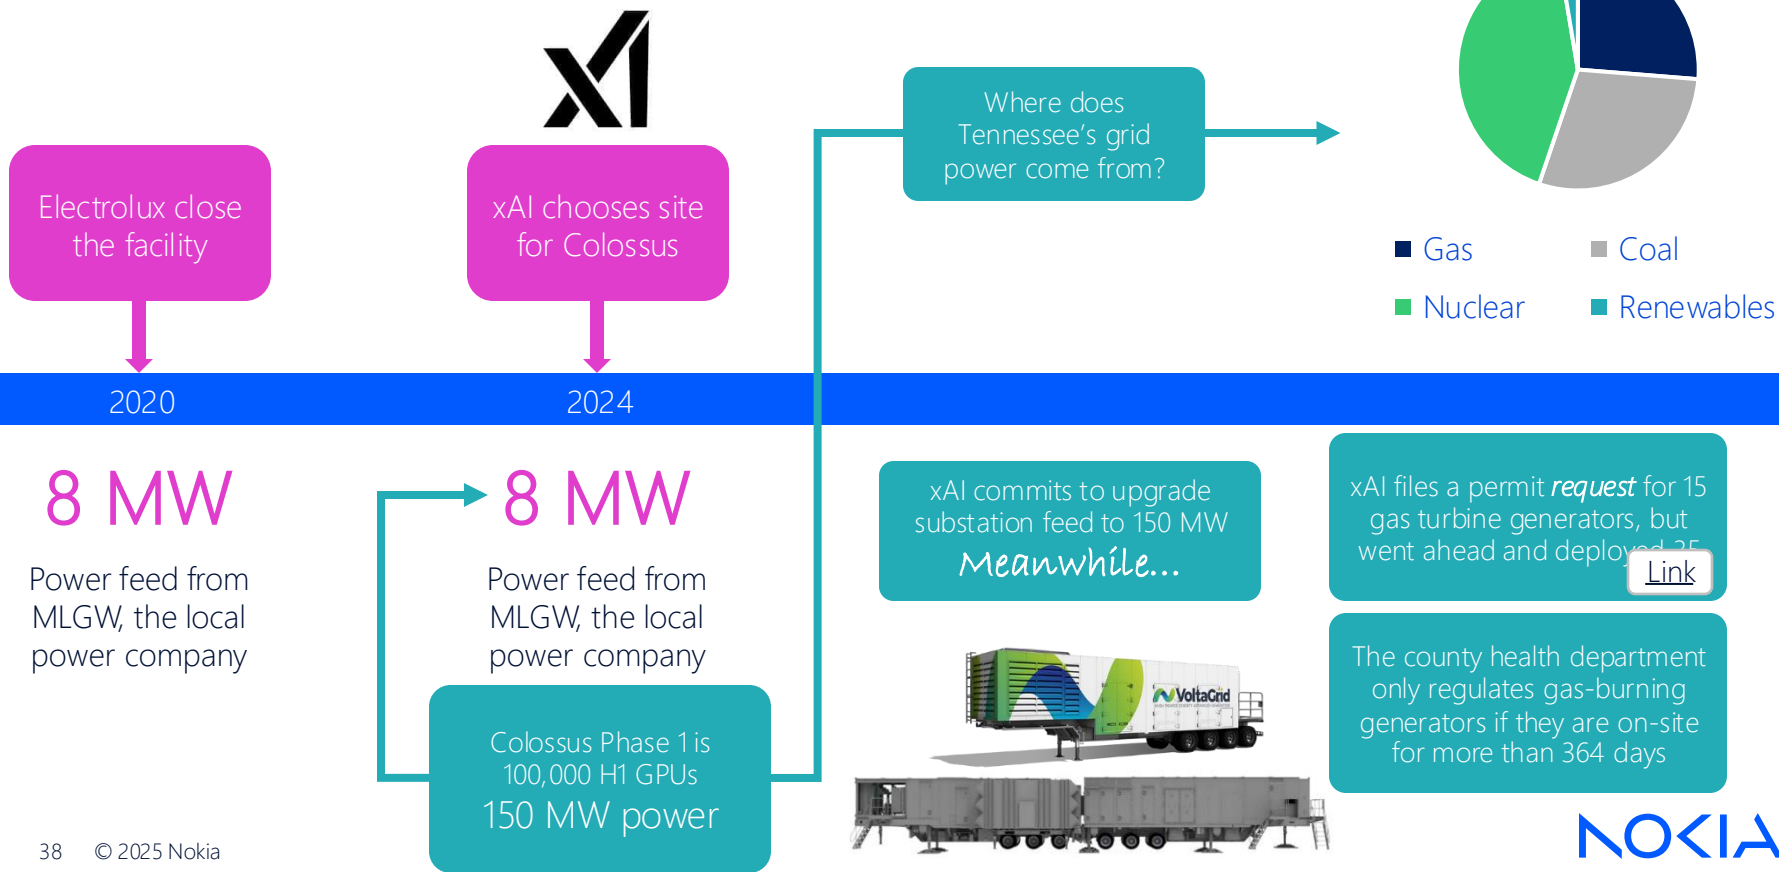 xAI
Where does
Tennessee's grid
power come from?
Electrolux close
the facility
xAI chooses site
for Colossus
Gas
Coal
Nuclear
Renewables
2020
2024
8 MW
Power feed from
MLGW, the local
power company
8 MW
Power feed from
MLGW, the local
power company
Colossus Phase 1 is
100,000 H1 GPUs
150 MW power
xAI commits to upgrade
substation feed to 150 MW
Meanwhile...
xAI files a permit request for 15
gas turbine generators, but
went ahead and deployed 35
Link
The county health department
only regulates gas-burning
generators if they are on-site
for more than 364 days
VoltaGrid
38 © 2025 Nokia
NOKIA